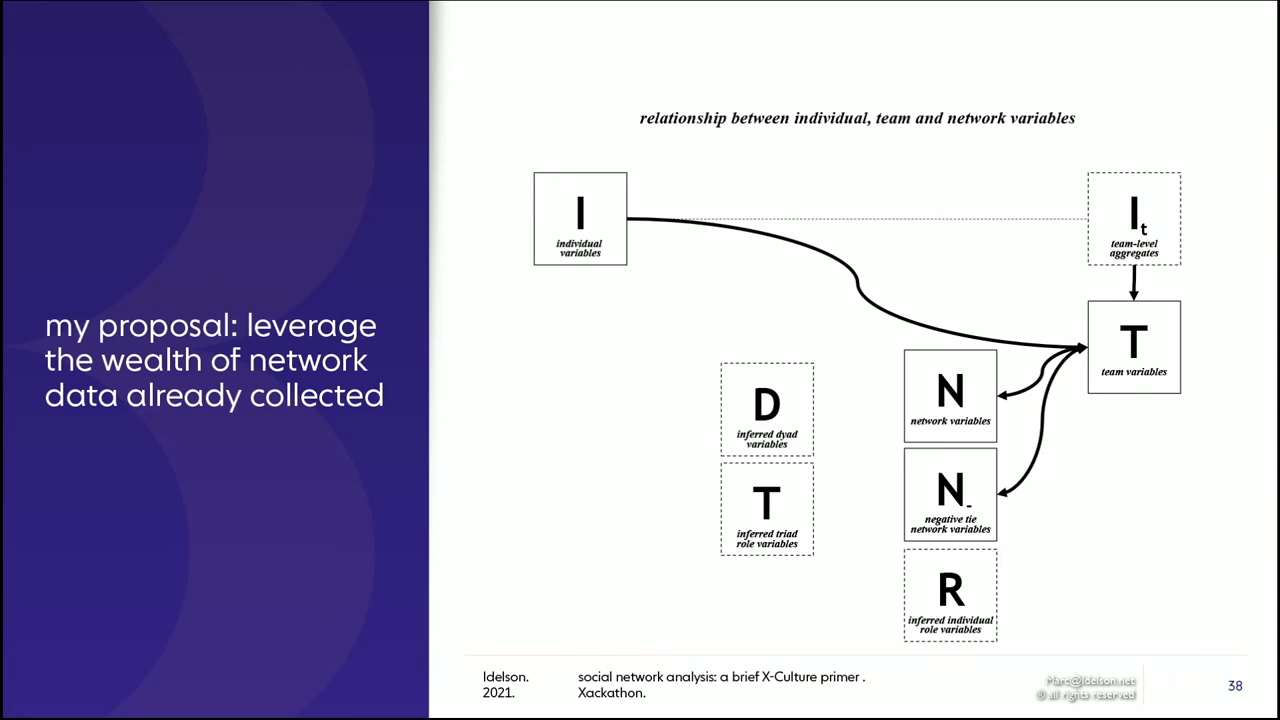 my proposal: leverage
the wealth of network
data already collected
relationship between individual, team and network variables
I
individual
variables
It
team-level
aggregates
T
team variables
D
inferred dyad
variables
T
inferred triad
role variables
N
network variables
N-
negative tie
network variables
R
inferred individual
role variables
Idelson.
2021.
social network analysis: a brief X-Culture primer .
Xackathon.
Marc@Idelson.net
® all rights reserved
38